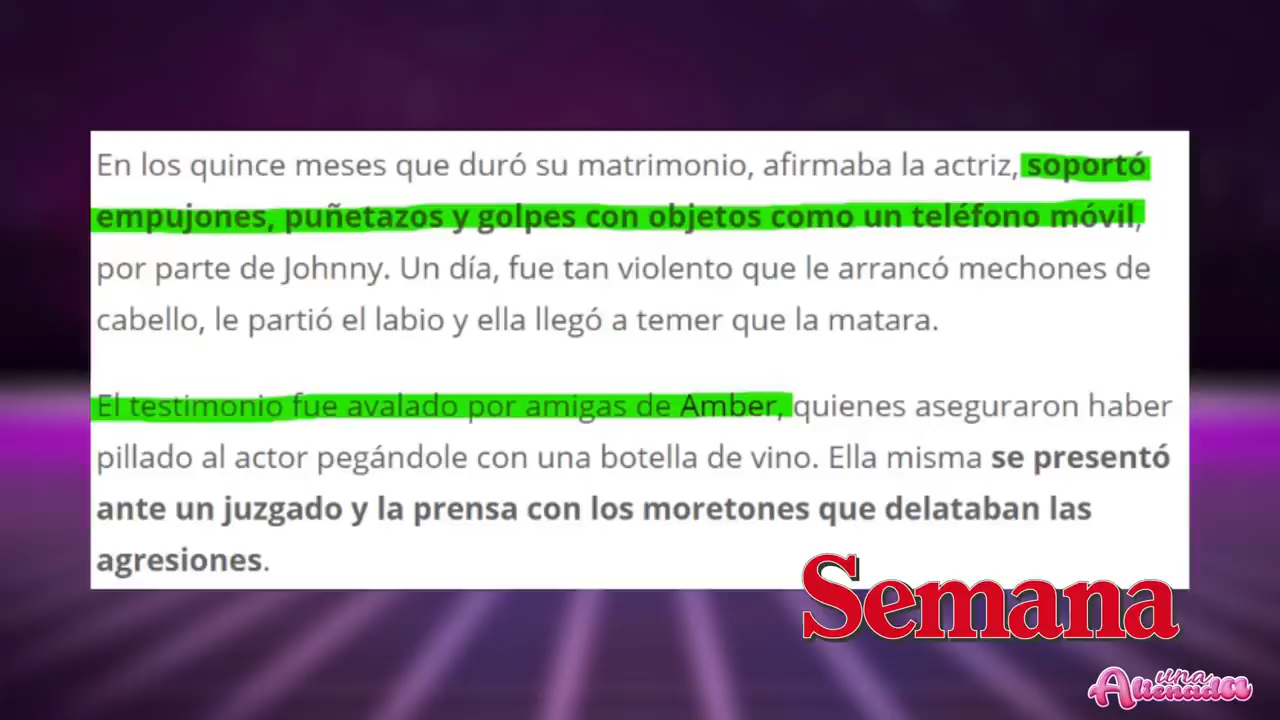 En los quince meses que duró su matrimonio, afirmaba la actriz, soportó
empujones, puñetazos y golpes con objetos como un teléfono móvil,
por parte de Johnny. Un día, fue tan violento que le arrancó mechones de
cabello, le partió el labio y ella llegó a temer que la matara.
El testimonio fue avalado por amigas de Amber, quienes aseguraron haber
pillado al actor pegándole con una botella de vino. Ella misma se presentó
ante un juzgado y la prensa con los moretones que delataban las
agresiones.
Semana
una
Alienada